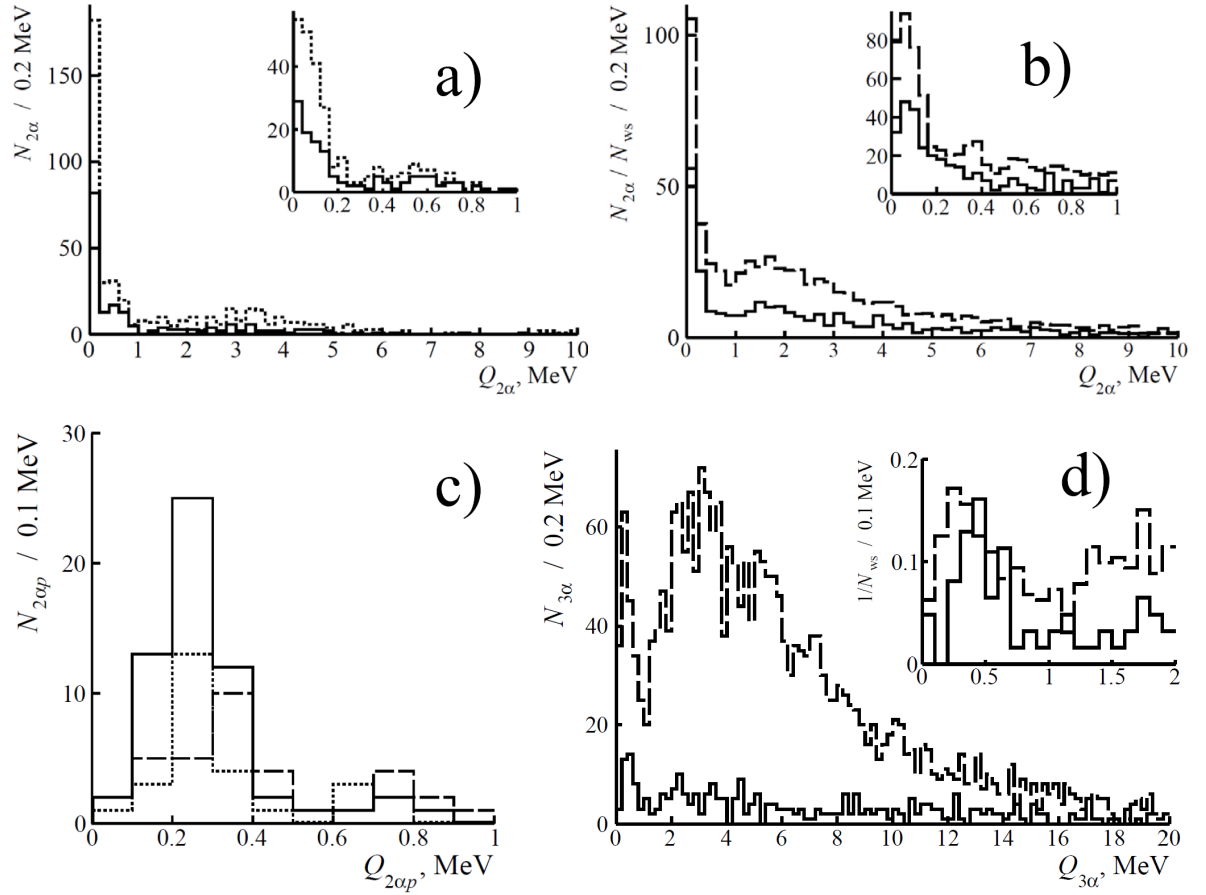 a)
N2α / 0.2 MeV
150
100
50
0
0 1 2 3 4 5 6 7 8 9 10
Q2α, MeV
40
20
0
0 0.2 0.4 0.6 0.8 1
b)
N2α / Nws / 0.2 MeV
100
50
0
0 1 2 3 4 5 6 7 8 9 10
Q2α, MeV
80
60
40
20
0
0 0.2 0.4 0.6 0.8 1
c)
N2αp / 0.1 MeV
30
20
10
0
0 0.2 0.4 0.6 0.8 1
Q2αp, MeV
d)
N3α / 0.2 MeV
60
40
20
0
0 2 4 6 8 10 12 14 16 18 20
Q3α, MeV
1/Nws / 0.1 MeV
0.2
0.1
0
0 0.5 1 1.5 2